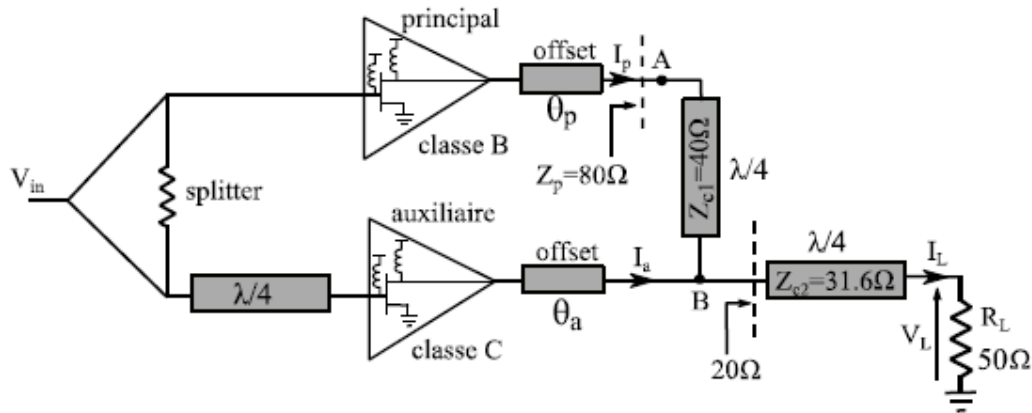 principal
offset
I_p
A
θ_p
classe B
Z_p=80Ω
Z_c1=40Ω
λ/4
V_in
splitter
auxiliaire
λ/4
offset
I_a
B
λ/4
Z_c2=31.6Ω
I_L
θ_a
classe C
20Ω
V_L
R_L
50Ω